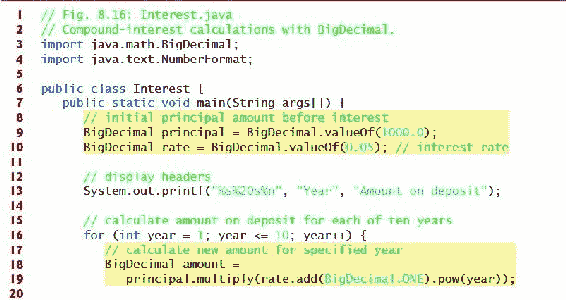 1 // Fig. 8.16: Interest.java
2 // Compound-interest calculations with BigDecimal.
3 import java.math.BigDecimal;
4 import java.text.NumberFormat;
5
6 public class Interest {
7 public static void main(String args[]) {
8 // initial principal amount before interest
9 BigDecimal principal = BigDecimal.valueOf(1000.0);
10 BigDecimal rate = BigDecimal.valueOf(0.05); // interest rate
11
12 // display headers
13 System.out.printf("%s%20s%n", "Year", "Amount on deposit");
14
15 // calculate amount on deposit for each of ten years
16 for (int year = 1; year <= 10; year++) {
17 // calculate new amount for specified year
18 BigDecimal amount =
19 principal.multiply(rate.add(BigDecimal.ONE).pow(year));
20